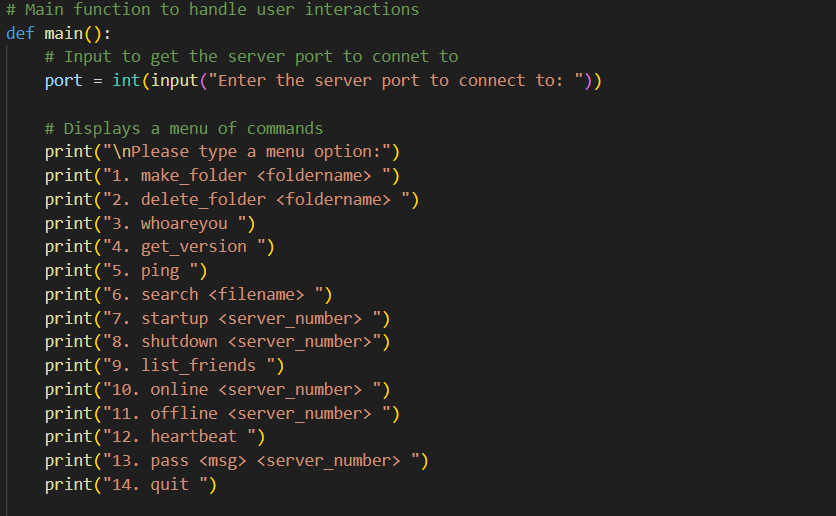 # Main function to handle user interactions
def main():
    # Input to get the server port to connet to
    port = int(input("Enter the server port to connect to: "))

    # Displays a menu of commands
    print("\nPlease type a menu option:")
    print("1. make_folder <foldername> ")
    print("2. delete_folder <foldername> ")
    print("3. whoareyou ")
    print("4. get_version ")
    print("5. ping ")
    print("6. search <filename> ")
    print("7. startup <server_number> ")
    print("8. shutdown <server_number>")
    print("9. list_friends ")
    print("10. online <server_number> ")
    print("11. offline <server_number> ")
    print("12. heartbeat ")
    print("13. pass <msg> <server_number> ")
    print("14. quit ")